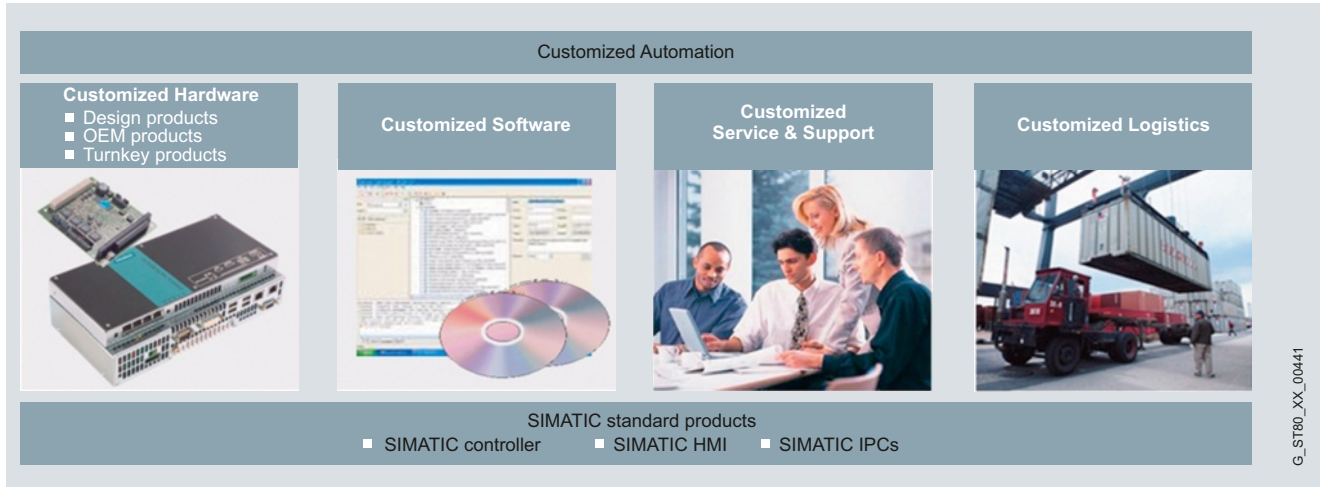 Customized Automation
Customized Hardware
Design products
OEM products
Turnkey products
Customized Software
Customized
Service & Support
Customized Logistics
SIMATIC standard products
SIMATIC controller SIMATIC HMI SIMATIC IPCs
G_ST80_XX_00441